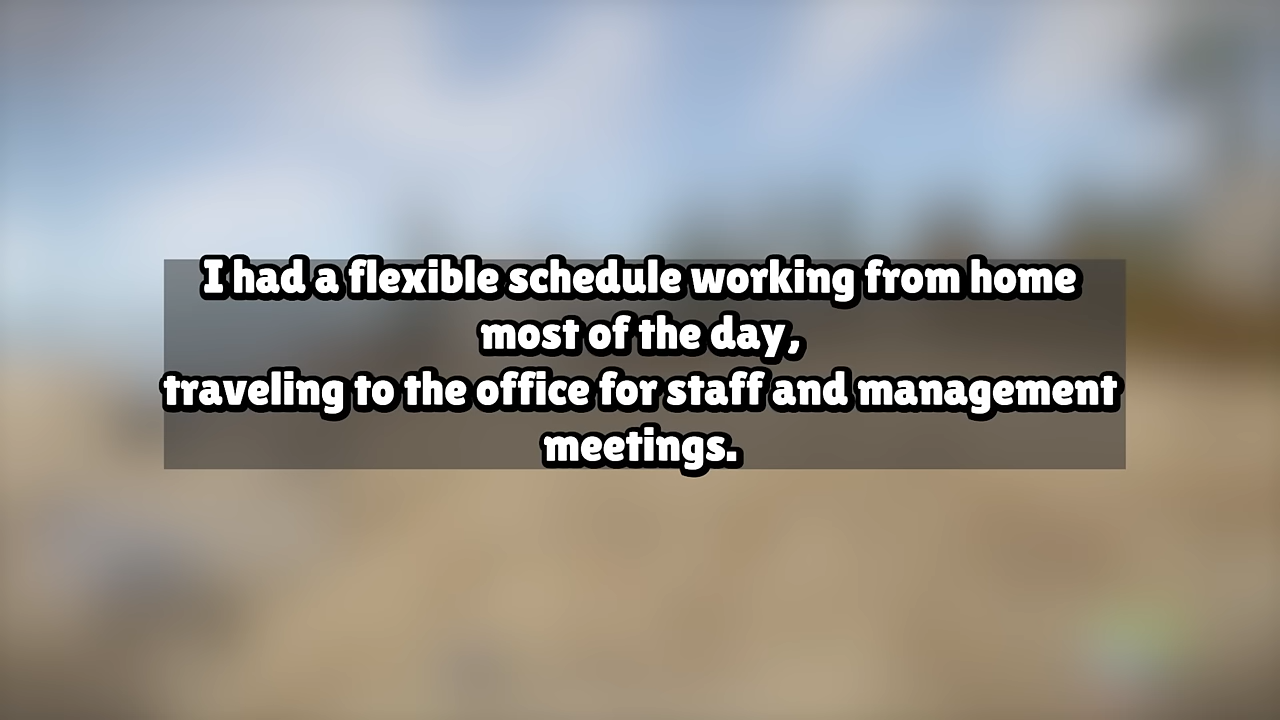 I had a flexible schedule working from home
most of the day,
traveling to the office for staff and management
meetings.